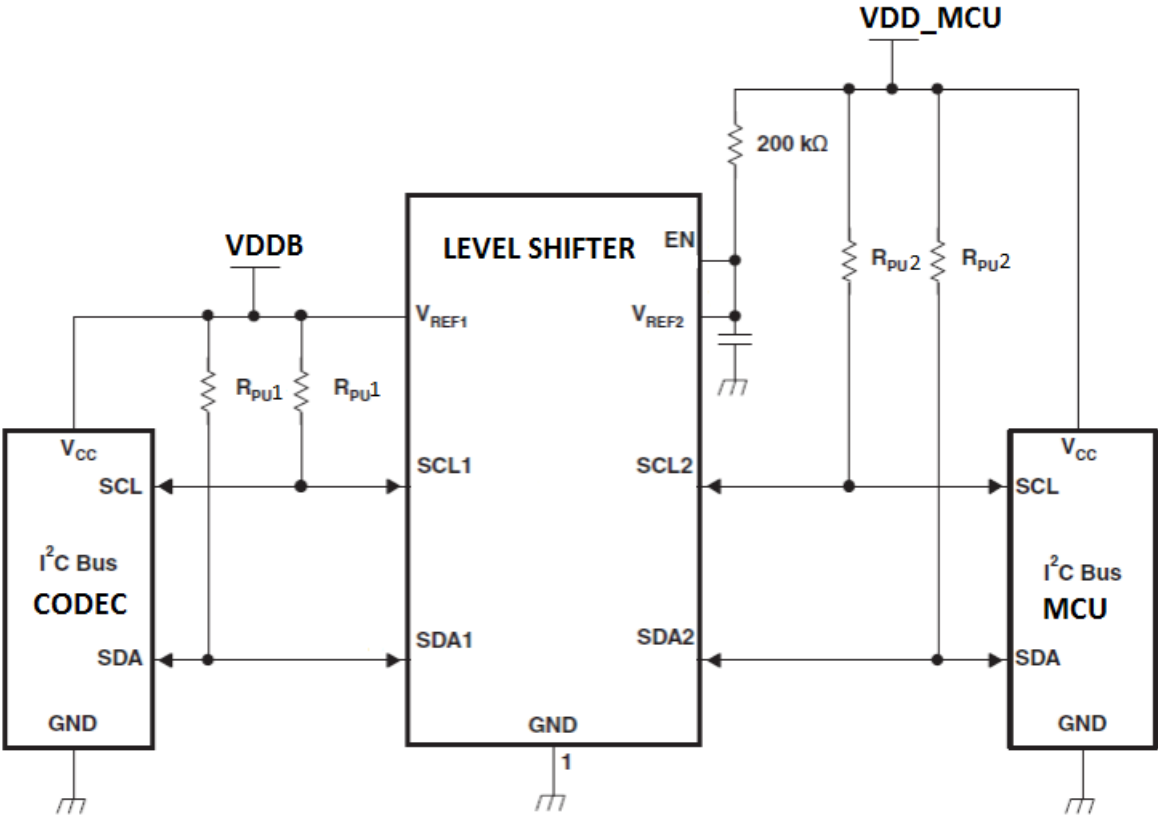 VDD_MCU
200 kΩ
LEVEL SHIFTER
EN
VDDB
RPU2
RPU2
VREF1
VREF2
RPU1
RPU1
VCC
VCC
SCL
SCL1
SCL2
SCL
I²C Bus
CODEC
I²C Bus
MCU
SDA
SDA1
SDA2
SDA
GND
GND
GND
1